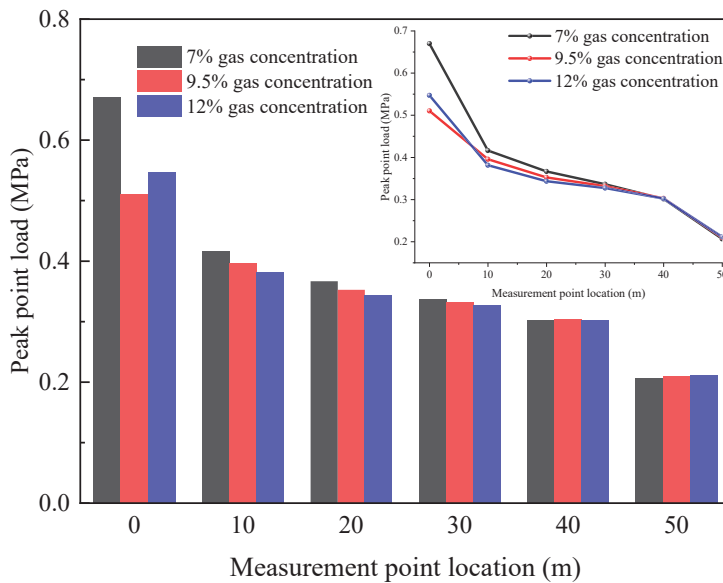 0.8
0.6
0.4
0.2
0.0
Peak point load (MPa)
7% gas concentration
9.5% gas concentration
12% gas concentration
0.7
0.6
0.5
0.4
0.3
0.2
Peak point load (MPa)
7% gas concentration
9.5% gas concentration
12% gas concentration
0 10 20 30 40 50
Measurement point location (m)
0 10 20 30 40 50
Measurement point location (m)